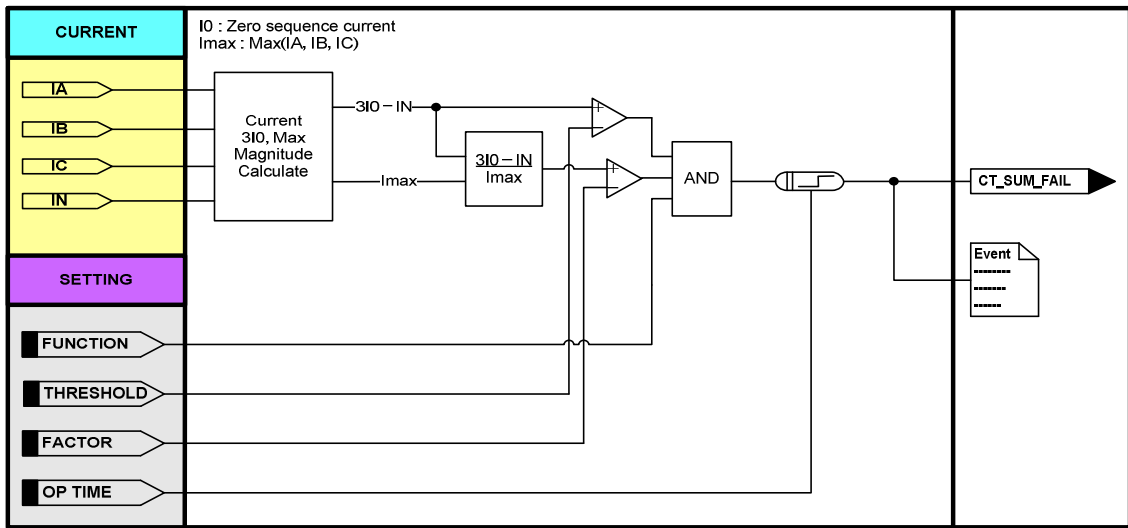 CURRENT
I0 : Zero sequence current
Imax : Max(IA, IB, IC)
IA
IB
IC
IN
Current
3I0, Max
Magnitude
Calculate
3I0-IN
Imax
3I0-IN
Imax
+
-
+
-
AND
CT_SUM_FAIL
Event
SETTING
FUNCTION
THRESHOLD
FACTOR
OP TIME